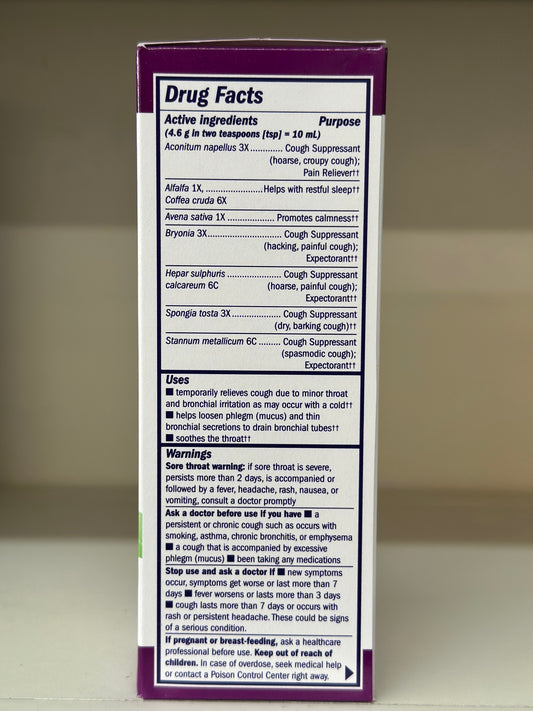 Drug Facts
Active ingredients Purpose
(4.6 g in two teaspoons [tsp] = 10 mL)
Aconitum napellus 3X............. Cough Suppressant
(hoarse, croupy cough);
Pain Reliever††
Alfalfa 1X, .......................Helps with restful sleep††
Coffea cruda 6X
Avena sativa 1X ................. Promotes calmness††
Bryonia 3X............................ Cough Suppressant
(hacking, painful cough);
Expectorant††
Hepar sulphuris .................... Cough Suppressant
calcareum 6C (hoarse, painful cough);
Expectorant††
Spongia tosta 3X ................... Cough Suppressant
(dry, barking cough)††
Stannum metallicum 6C ......... Cough Suppressant
(spasmodic cough);
Expectorant††
Uses
■ temporarily relieves cough due to minor throat
and bronchial irritation as may occur with a cold††
■ helps loosen phlegm (mucus) and thin
bronchial secretions to drain bronchial tubes††
■ soothes the throat††
Warnings
Sore throat warning: if sore throat is severe,
persists more than 2 days, is accompanied or
followed by a fever, headache, rash, nausea, or
vomiting, consult a doctor promptly
Ask a doctor before use if you have ■ a
persistent or chronic cough such as occurs with
smoking, asthma, chronic bronchitis, or emphysema
■ a cough that is accompanied by excessive
phlegm (mucus) ■ been taking any medications
Stop use and ask a doctor if ■ new symptoms
occur, symptoms get worse or last more than 7
days ■ fever worsens or lasts more than 3 days
■ cough lasts more than 7 days or occurs with
rash or persistent headache. These could be signs
of a serious condition.
If pregnant or breast-feeding, ask a healthcare
professional before use. Keep out of reach of
children. In case of overdose, seek medical help
or contact a Poison Control Center right away.